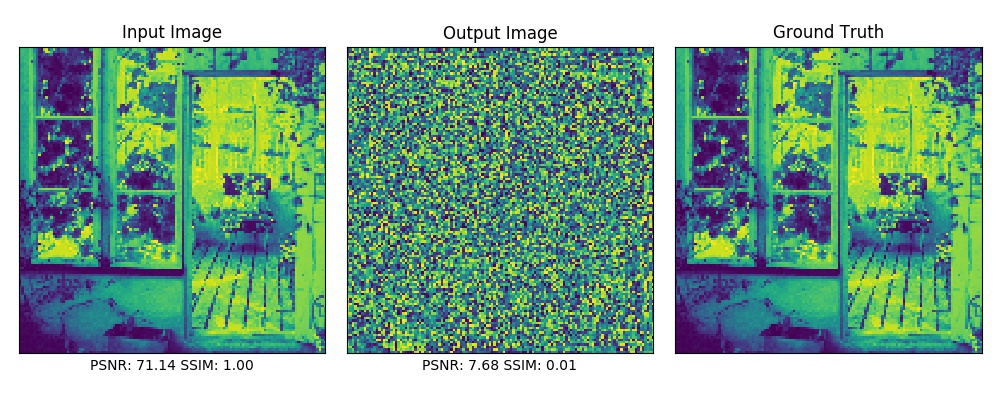 Input Image
Output Image
Ground Truth
PSNR: 71.14 SSIM: 1.00
PSNR: 7.68 SSIM: 0.01